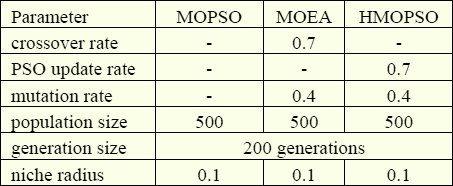 Parameter MOPSO MOEA HMOPSO
crossover rate - 0.7 -
PSO update rate - - 0.7
mutation rate - 0.4 0.4
population size 500 500 500
generation size 200 generations
niche radius 0.1 0.1 0.1